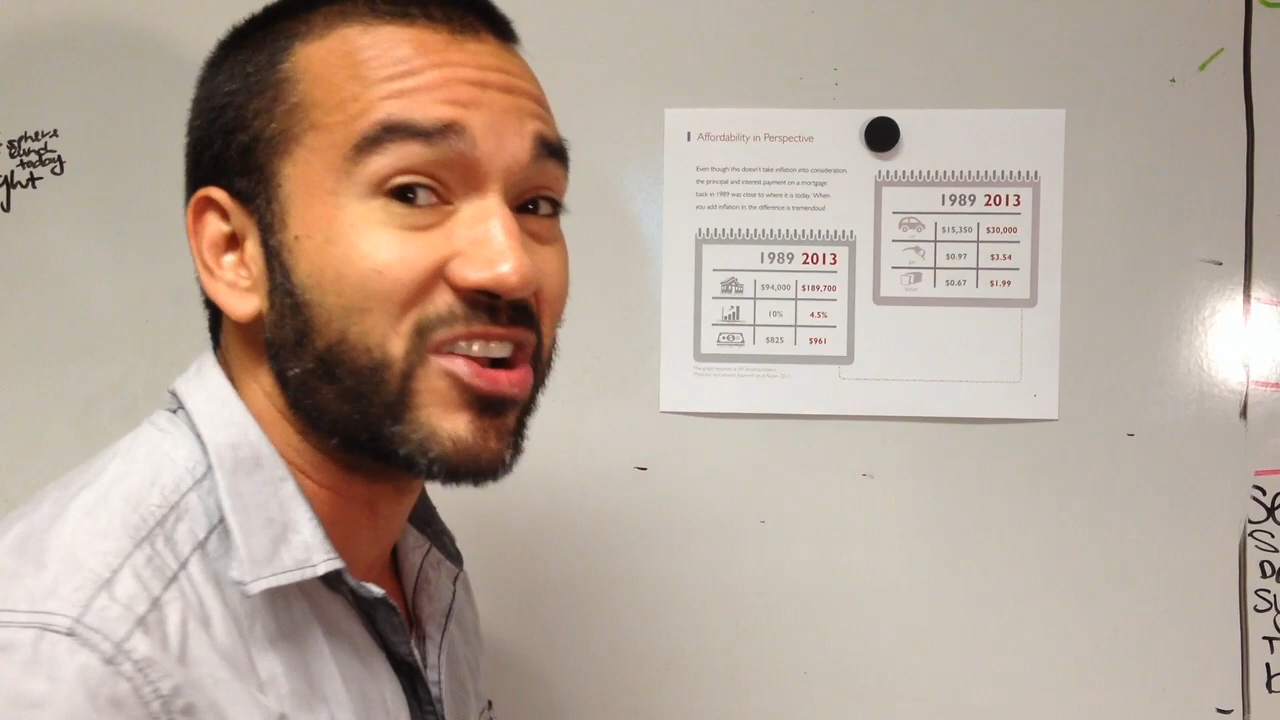 sphere
today
ght
Affordability in Perspective
Even though this doesn't take inflation into consideration,
the principal and interest payment on a mortgage
back in 1989 was close to where it is today. When
you add inflation in the difference is tremendous!
1989 2013
$94,000 $189,700
10% 4.5%
$825 $961
1989 2013
$15,350 $30,000
$0.97 $3.54
$0.67 $1.99